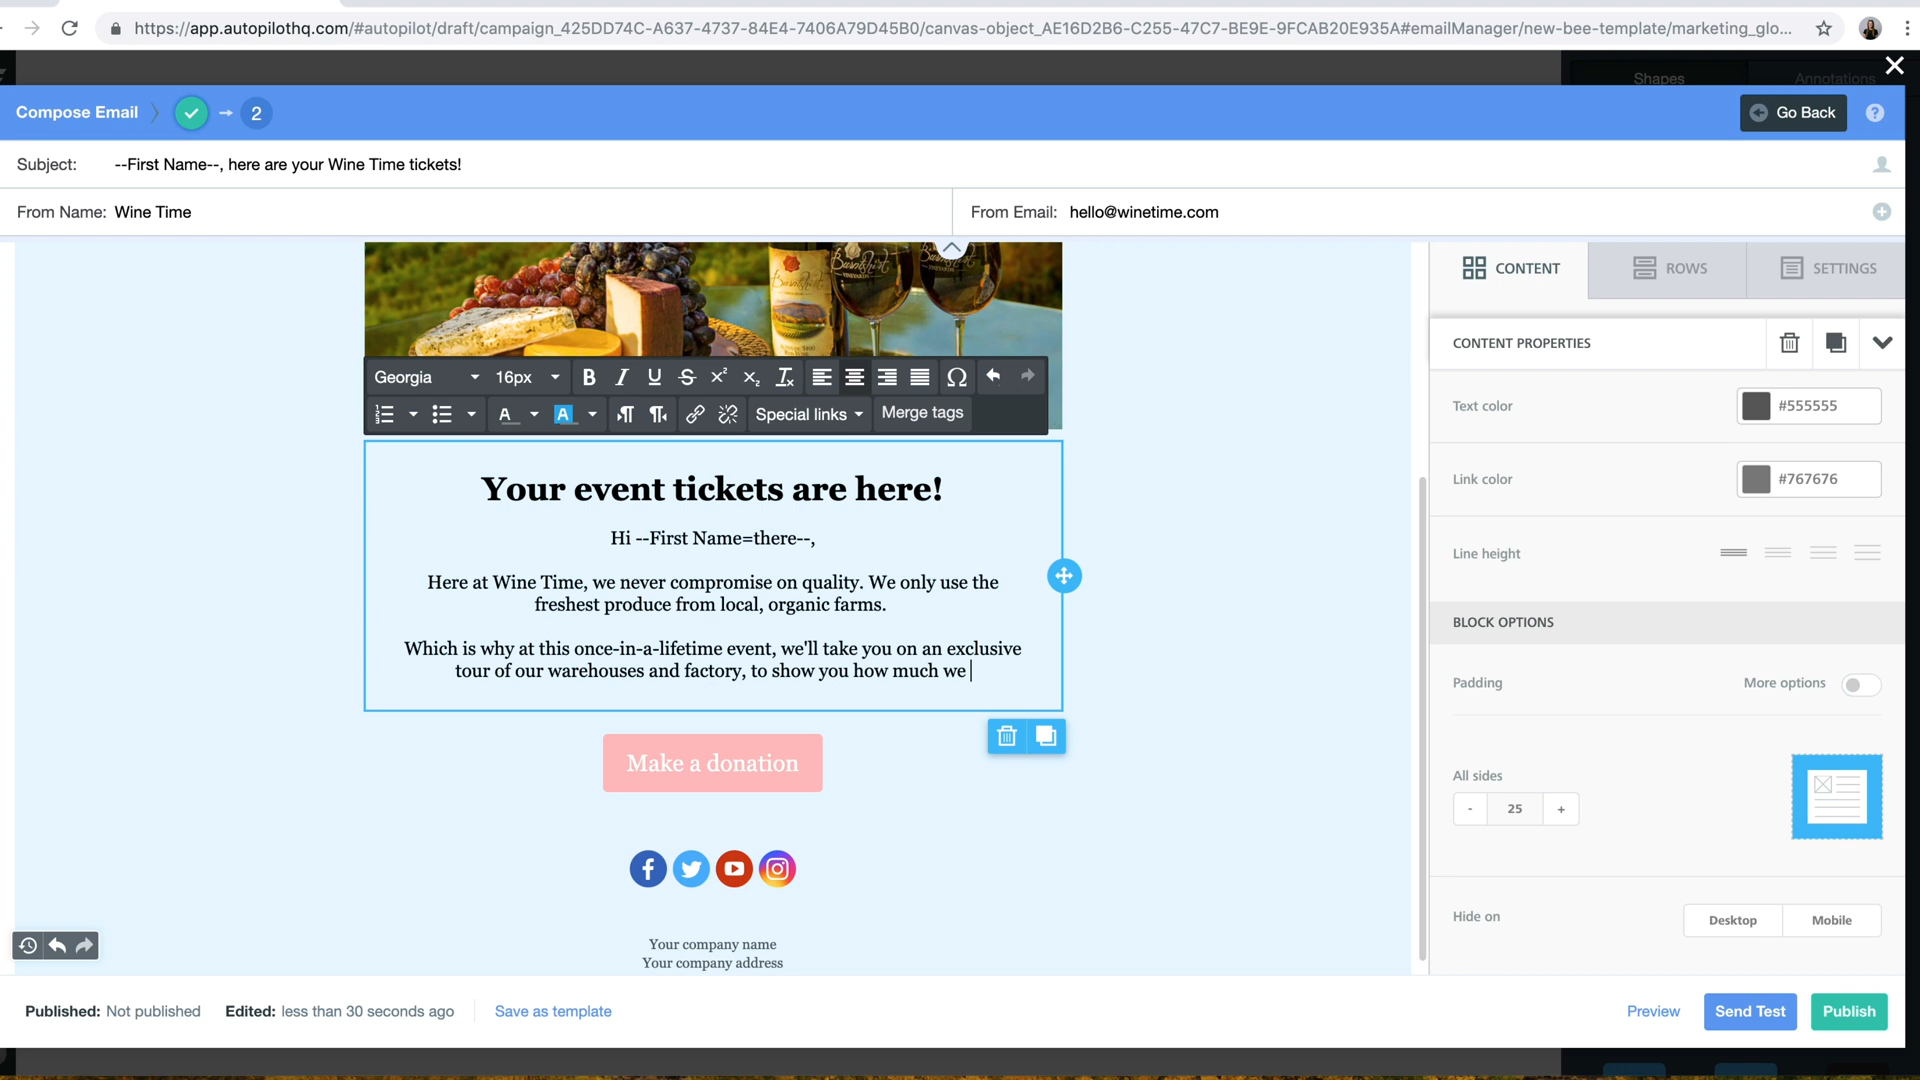 https://app.autopilothq.com/#autopilot/draft/campaign_425DD74C-A637-4737-84E4-7406A79D45B0/canvas-object_AE16D2B6-C255-47C7-BE9E-9FCAB20E935A#emailManager/new-bee-template/marketing_glo...
Shapes Annotations
Compose Email 2 Go Back ?
Subject: --First Name--, here are your Wine Time tickets!
From Name: Wine Time From Email: hello@winetime.com
CONTENT ROWS SETTINGS
CONTENT PROPERTIES
Georgia 16px B I U S X² X₂ Tx Ω
A A Special links Merge tags
Text color #555555
Link color #767676
Line height
Your event tickets are here!
Hi --First Name=there--,
Here at Wine Time, we never compromise on quality. We only use the
freshest produce from local, organic farms.
Which is why at this once-in-a-lifetime event, we'll take you on an exclusive
tour of our warehouses and factory, to show you how much we
BLOCK OPTIONS
Padding More options
All sides
- 25 +
Make a donation
Hide on Desktop Mobile
Your company name
Your company address
Published: Not published Edited: less than 30 seconds ago Save as template Preview Send Test Publish